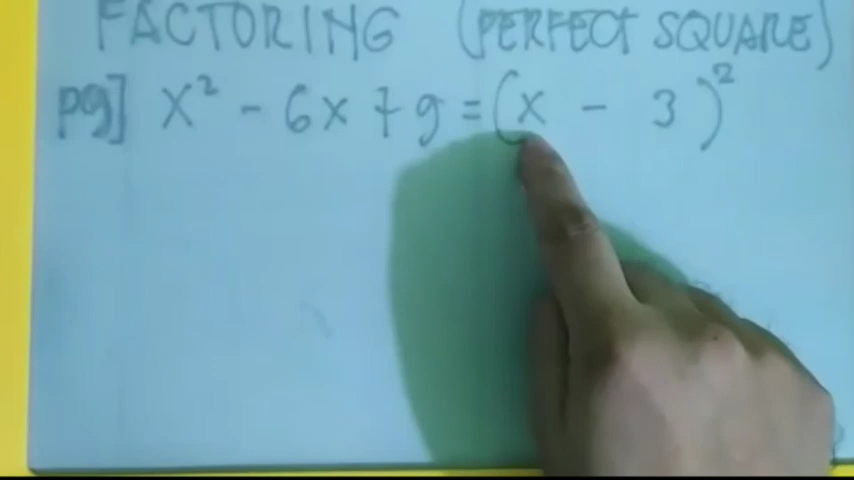 FACTORING (PERFECT SQUARE)
pg] x² - 6x + 9 = (x - 3)²